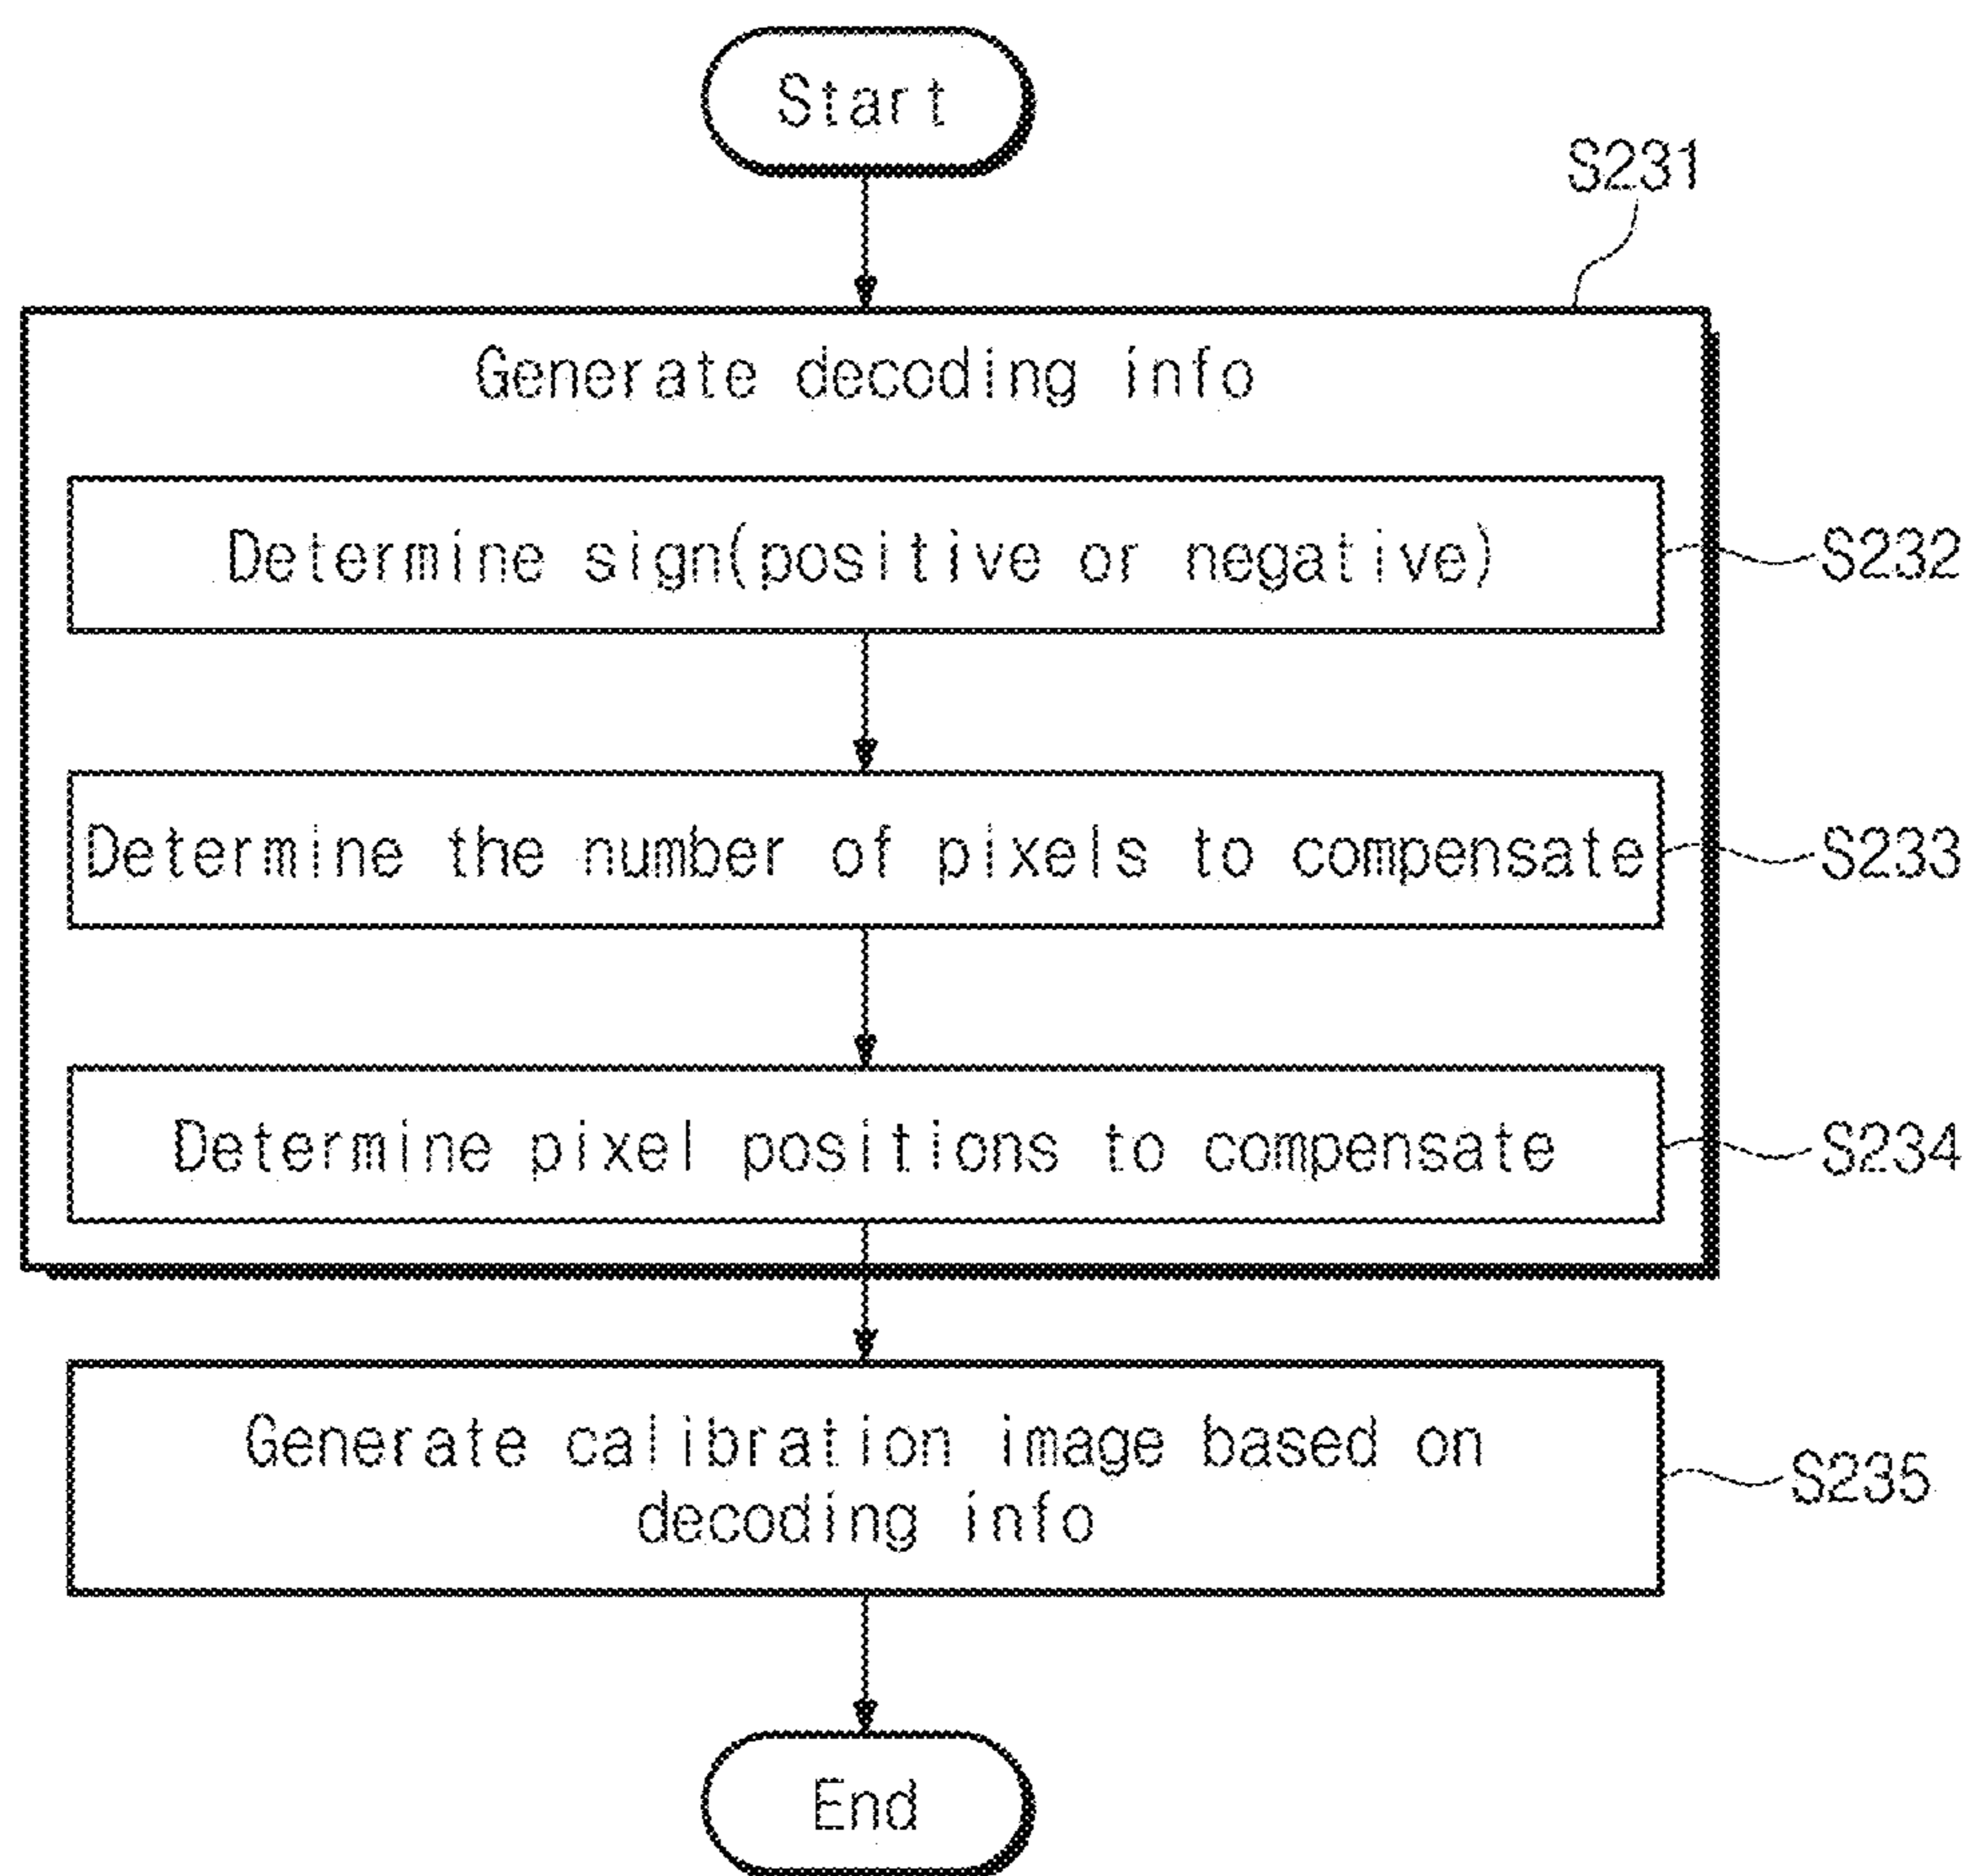 Start
S231
Generate decoding info
Determine sign(positive or negative)
S232
Determine the number of pixels to compensate
S233
Determine pixel positions to compensate
S234
Generate calibration image based on
decoding info
S235
End